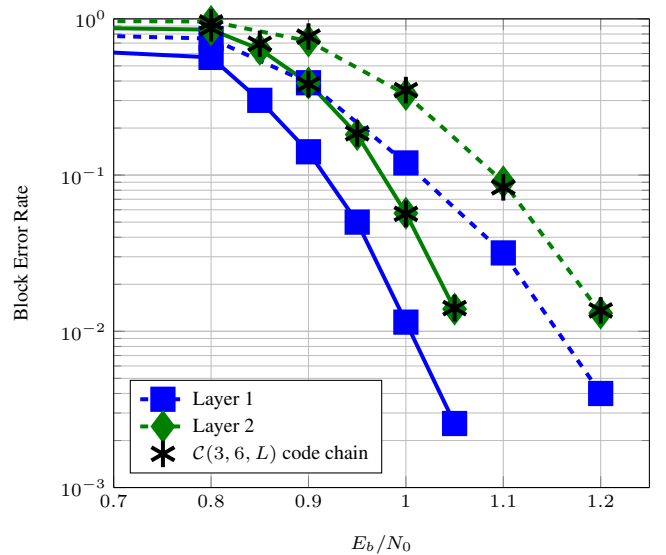 10^0
10^{-1}
10^{-2}
10^{-3}
Block Error Rate
Layer 1
Layer 2
𝒞(3, 6, L) code chain
0.7 0.8 0.9 1 1.1 1.2
E_b/N_0